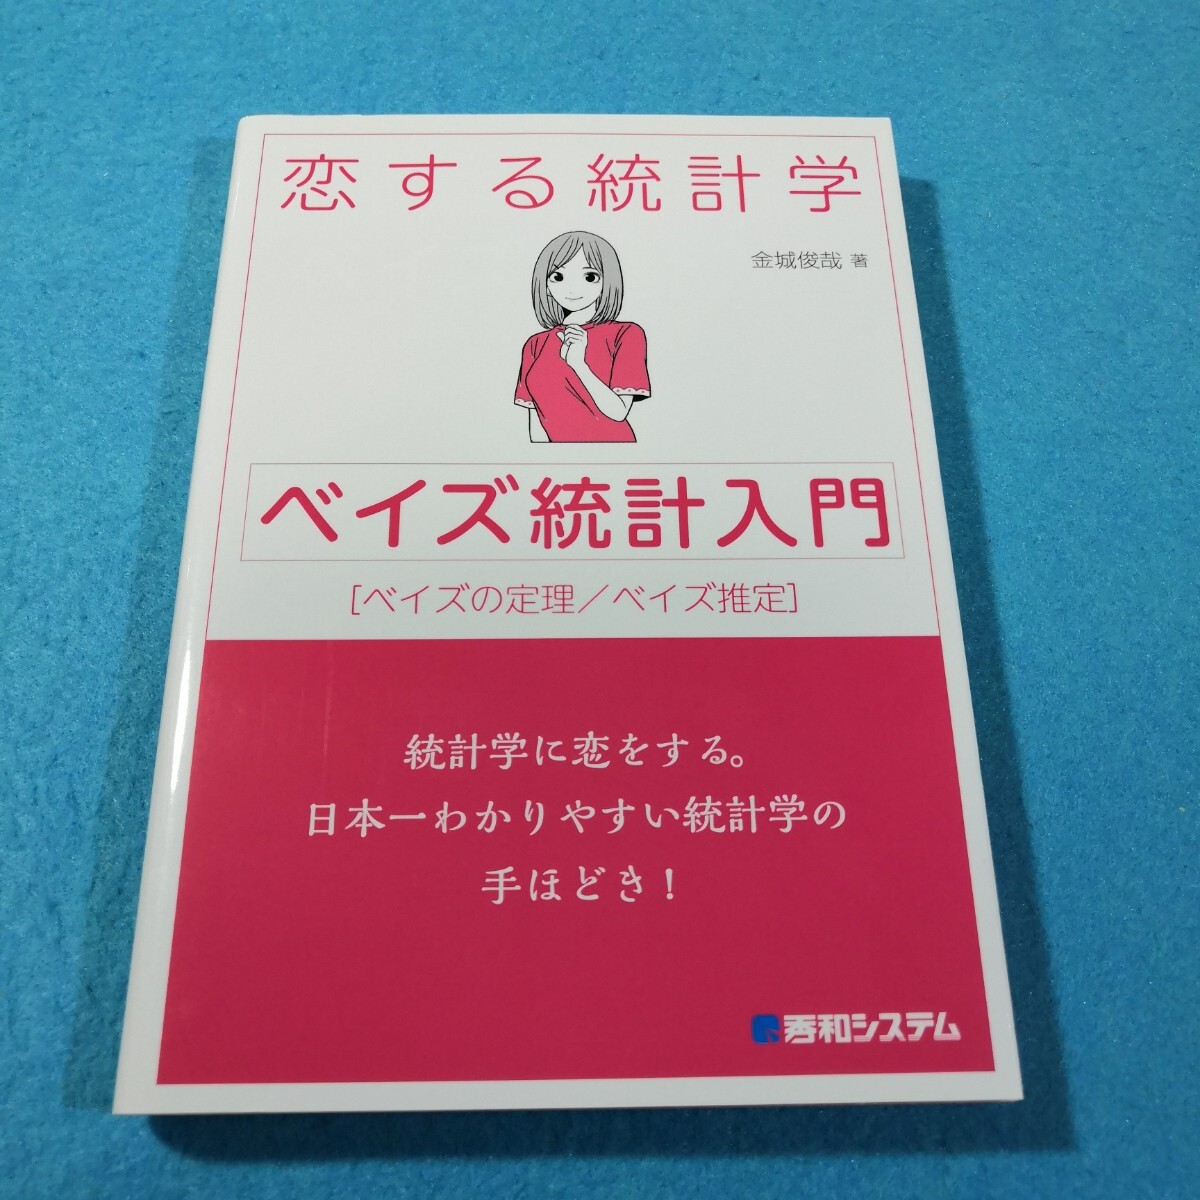 恋する統計学
金城俊哉 著
ベイズ統計入門
[ベイズの定理／ベイズ推定]
統計学に恋をする。
日本一わかりやすい統計学の
手ほどき！
秀和システム